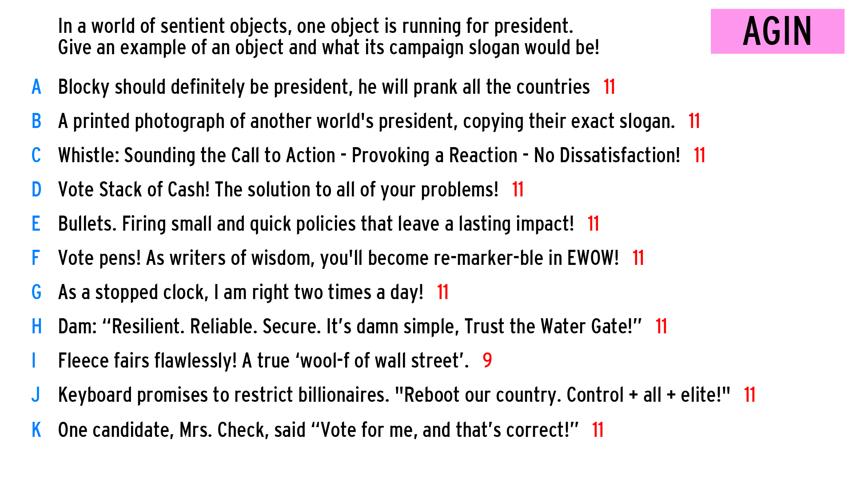 In a world of sentient objects, one object is running for president.
Give an example of an object and what its campaign slogan would be!
AGIN
A Blocky should definitely be president, he will prank all the countries 11
B A printed photograph of another world's president, copying their exact slogan. 11
C Whistle: Sounding the Call to Action - Provoking a Reaction - No Dissatisfaction! 11
D Vote Stack of Cash! The solution to all of your problems! 11
E Bullets. Firing small and quick policies that leave a lasting impact! 11
F Vote pens! As writers of wisdom, you'll become re-marker-ble in EWOW! 11
G As a stopped clock, I am right two times a day! 11
H Dam: “Resilient. Reliable. Secure. It’s damn simple, Trust the Water Gate!” 11
I Fleece fairs flawlessly! A true ‘wool-f of wall street’. 9
J Keyboard promises to restrict billionaires. "Reboot our country. Control + all + elite!" 11
K One candidate, Mrs. Check, said “Vote for me, and that’s correct!” 11